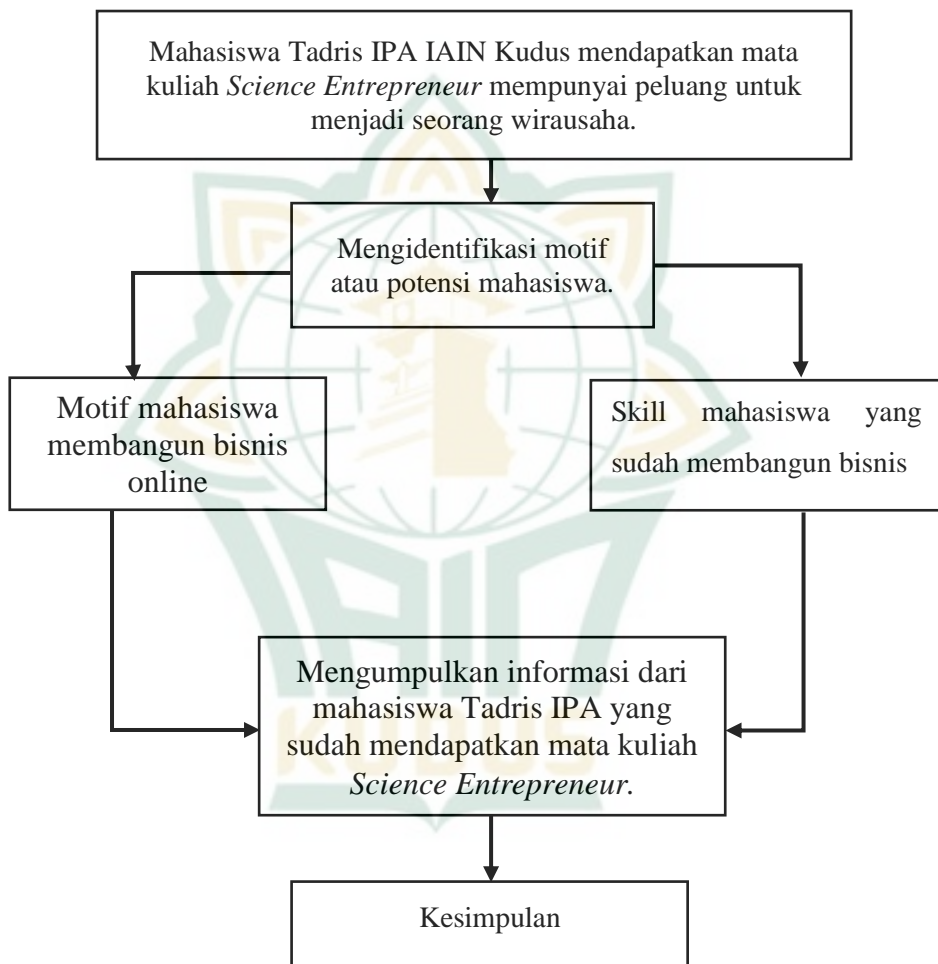 Mahasiswa Tadris IPA IAIN Kudus mendapatkan mata
kuliah Science Entrepreneur mempunyai peluang untuk
menjadi seorang wirausaha.
Mengidentifikasi motif
atau potensi mahasiswa.
Motif mahasiswa
membangun bisnis
online
Skill mahasiswa yang
sudah membangun bisnis
Mengumpulkan informasi dari
mahasiswa Tadris IPA yang
sudah mendapatkan mata kuliah
Science Entrepreneur.
Kesimpulan
IAIN
KUDUS